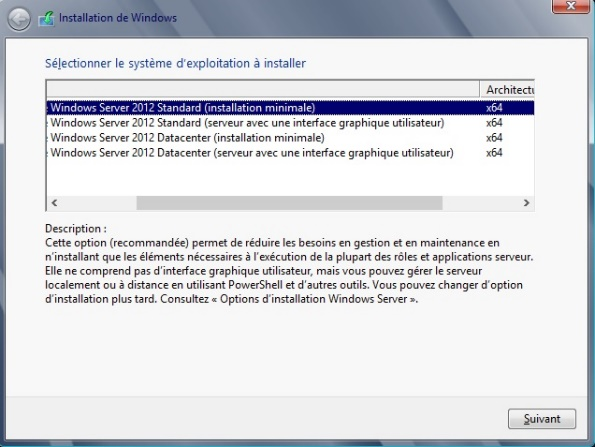 Installation de Windows
Sélectionner le système d'exploitation à installer
Architectu
Windows Server 2012 Standard (installation minimale) x64
Windows Server 2012 Standard (serveur avec une interface graphique utilisateur) x64
Windows Server 2012 Datacenter (installation minimale) x64
Windows Server 2012 Datacenter (serveur avec une interface graphique utilisateur) x64
Description :
Cette option (recommandée) permet de réduire les besoins en gestion et en maintenance en
n'installant que les éléments nécessaires à l'exécution de la plupart des rôles et applications serveur.
Elle ne comprend pas d'interface graphique utilisateur, mais vous pouvez gérer le serveur
localement ou à distance en utilisant PowerShell et d'autres outils. Vous pouvez changer d'option
d'installation plus tard. Consultez « Options d'installation Windows Server ».
Suivant